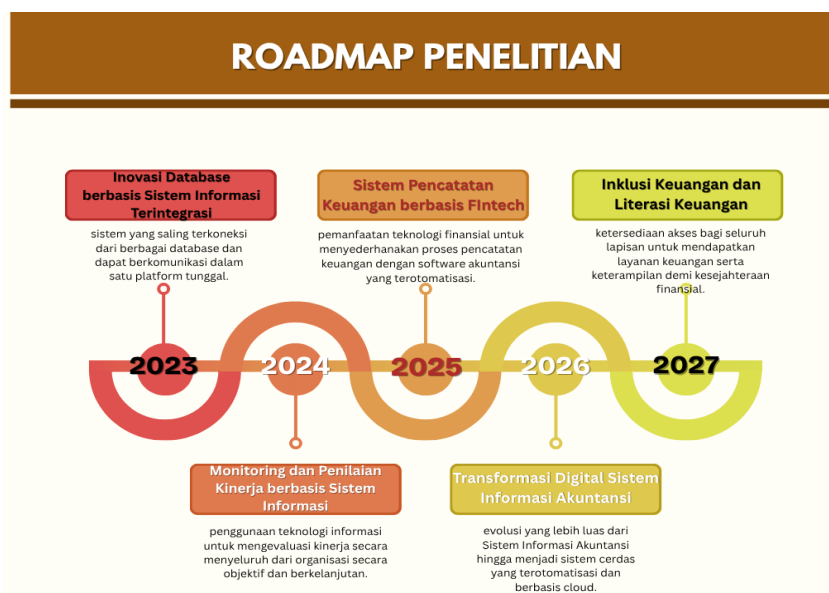 ROADMAP PENELITIAN
Inovasi Database
berbasis Sistem Informasi
Terintegrasi
sistem yang saling terkoneksi
dari berbagai database dan
dapat berkomunikasi dalam
satu platform tunggal.
Sistem Pencatatan
Keuangan berbasis FIntech
pemanfaatan teknologi finansial untuk
menyederhanakan proses pencatatan
keuangan dengan software akuntansi
yang terotomatisasi.
Inklusi Keuangan dan
Literasi Keuangan
ketersediaan akses bagi seluruh
lapisan untuk mendapatkan
layanan keuangan serta
keterampilan demi kesejahteraan
finansial.
2023
2024
2025
2026
2027
Monitoring dan Penilaian
Kinerja berbasis Sistem
Informasi
penggunaan teknologi informasi
untuk mengevaluasi kinerja secara
menyeluruh dari organisasi secara
objektif dan berkelanjutan.
Transformasi Digital Sistem
Informasi Akuntansi
evolusi yang lebih luas dari
Sistem Informasi Akuntansi
hingga menjadi sistem cerdas
yang terotomatisasi dan
berbasis cloud.